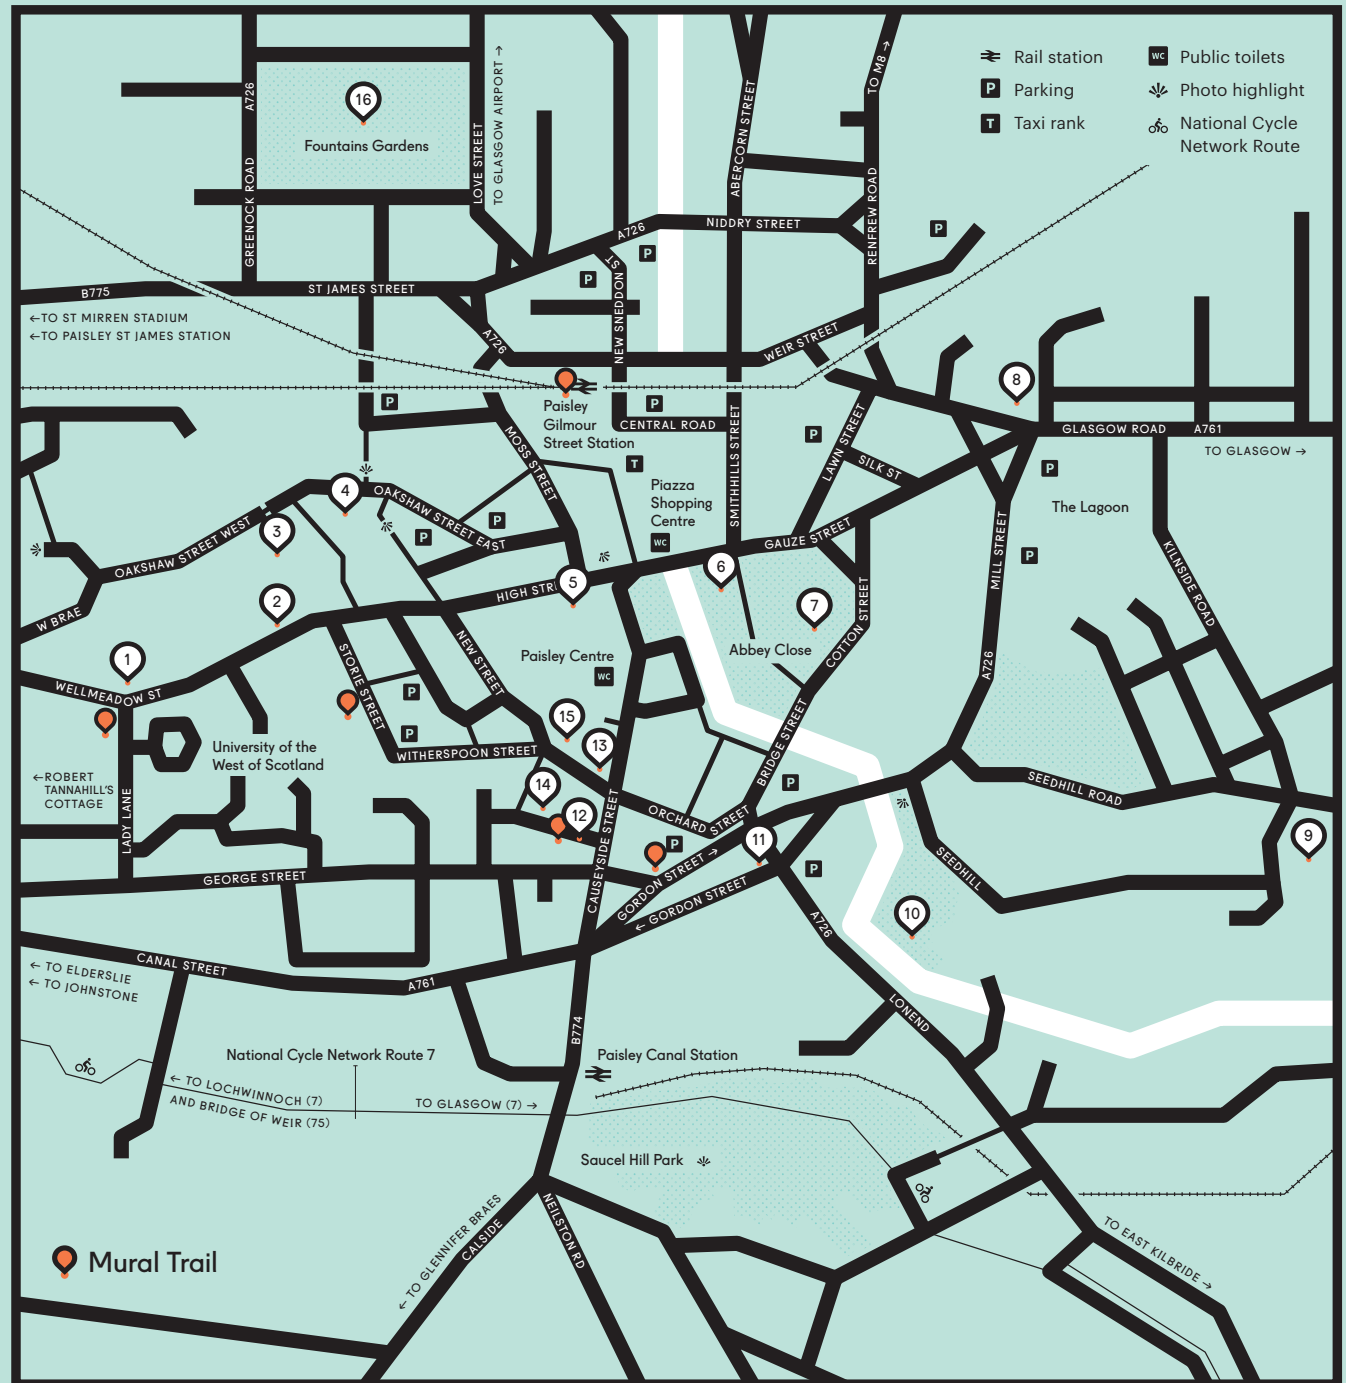 Rail station
Parking
Taxi rank
Public toilets
Photo highlight
National Cycle
Network Route
P
T
WC
16
Fountains Gardens
A726
GREENOCK ROAD
LOVE STREET
TO GLASGOW AIRPORT →
ABERCORN STREET
TO M8 →
RENFREW ROAD
NIDDRY STREET
A726
P
P
P
NEW SNEDDON ST
B775
ST JAMES STREET
←TO ST MIRREN STADIUM
←TO PAISLEY ST JAMES STATION
A726
WEIR STREET
Paisley
Gilmour
Street Station
P
P
CENTRAL ROAD
P
8
GLASGOW ROAD
A761
TO GLASGOW →
MOSS STREET
SMITHHILLS STREET
LAWN STREET
SILK ST
T
P
The Lagoon
Piazza
Shopping
Centre
WC
4
OAKSHAW STREET EAST
P
P
3
OAKSHAW STREET WEST
GAUZE STREET
MILL STREET
P
KILNSIDE ROAD
W BRAE
2
HIGH STR
5
6
7
COTTON STREET
Abbey Close
1
WELLMEADOW ST
STORIE STREET
NEW STREET
Paisley Centre
WC
A726
P
P
15
13
WITHERSPOON STREET
University of the
West of Scotland
←ROBERT
TANNAHILL'S
COTTAGE
LADY LANE
BRIDGE STREET
P
SEEDHILL ROAD
14
12
ORCHARD STREET
CAUSEYSIDE STREET
P
11
P
9
SEEDHILL
GEORGE STREET
GORDON STREET →
← GORDON STREET
A726
10
CANAL STREET
A761
← TO ELDERSLIE
← TO JOHNSTONE
LONEND
B774
National Cycle Network Route 7
Paisley Canal Station
← TO LOCHWINNOCH (7)
AND BRIDGE OF WEIR (75)
TO GLASGOW (7) →
Saucel Hill Park
← TO GLENNIFER BRAES
CALSIDE
NEILSTON RD
TO EAST KILBRIDE →
Mural Trail